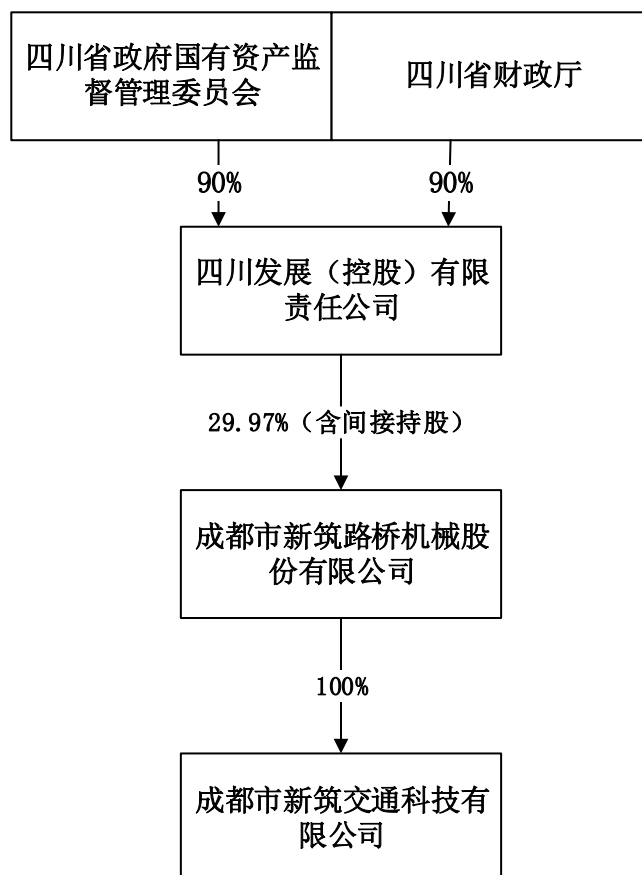 四川省政府国有资产监
督管理委员会
四川省财政厅
90%
90%
四川发展（控股）有限
责任公司
29.97%（含间接持股）
成都市新筑路桥机械股
份有限公司
100%
成都市新筑交通科技有
限公司